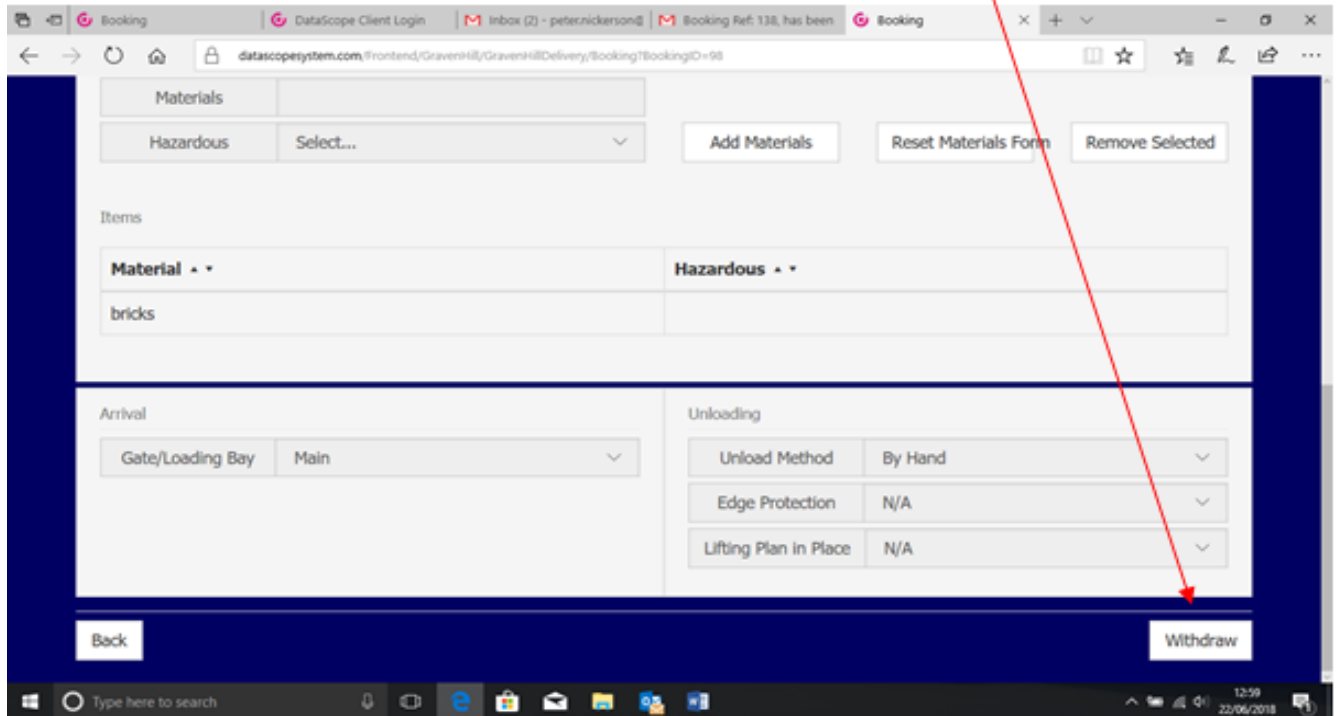 Booking
DataScope Client Login
Inbox (2) - peter.nickerson@
Booking Ref: 138, has been
Booking
datascopesystem.com/Frontend/GravenHill/GravenHillDelivery/Booking?BookingID=98
Materials
Hazardous Select... Add Materials Reset Materials Form Remove Selected
Items
Material Hazardous
bricks
Arrival Unloading
Gate/Loading Bay Main Unload Method By Hand
Edge Protection N/A
Lifting Plan in Place N/A
Back Withdraw
Type here to search 12:59
22/06/2018